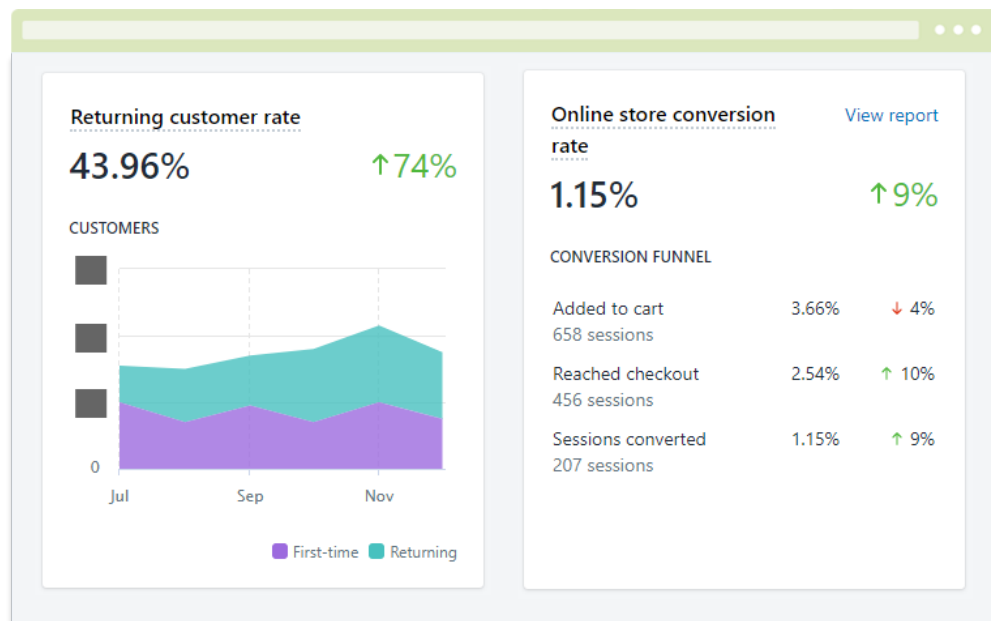 Returning customer rate
43.96% ↑74%
CUSTOMERS
0
Jul Sep Nov
First-time Returning
Online store conversion View report
rate
1.15% ↑9%
CONVERSION FUNNEL
Added to cart 3.66% ↓ 4%
658 sessions
Reached checkout 2.54% ↑ 10%
456 sessions
Sessions converted 1.15% ↑ 9%
207 sessions